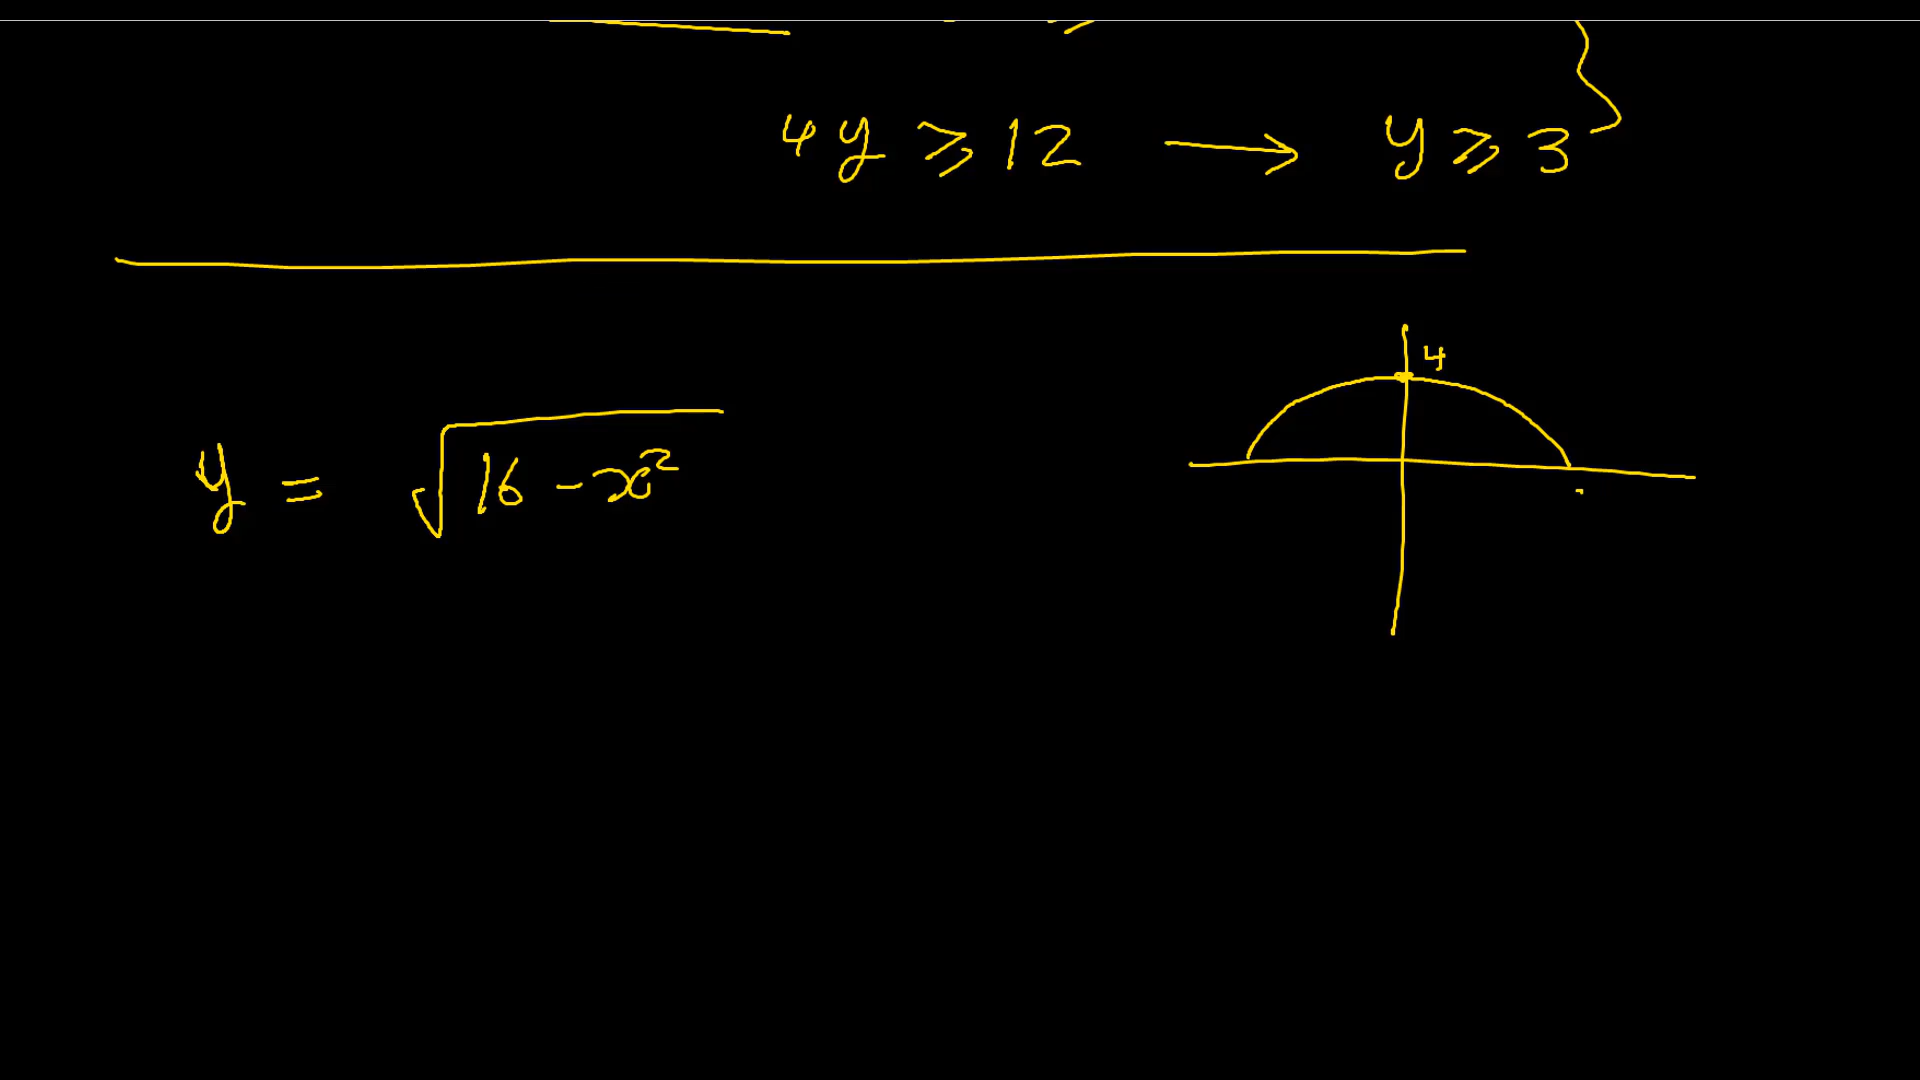 4y ⩾ 12 → y ⩾ 3
4
y = √(16 - x²)